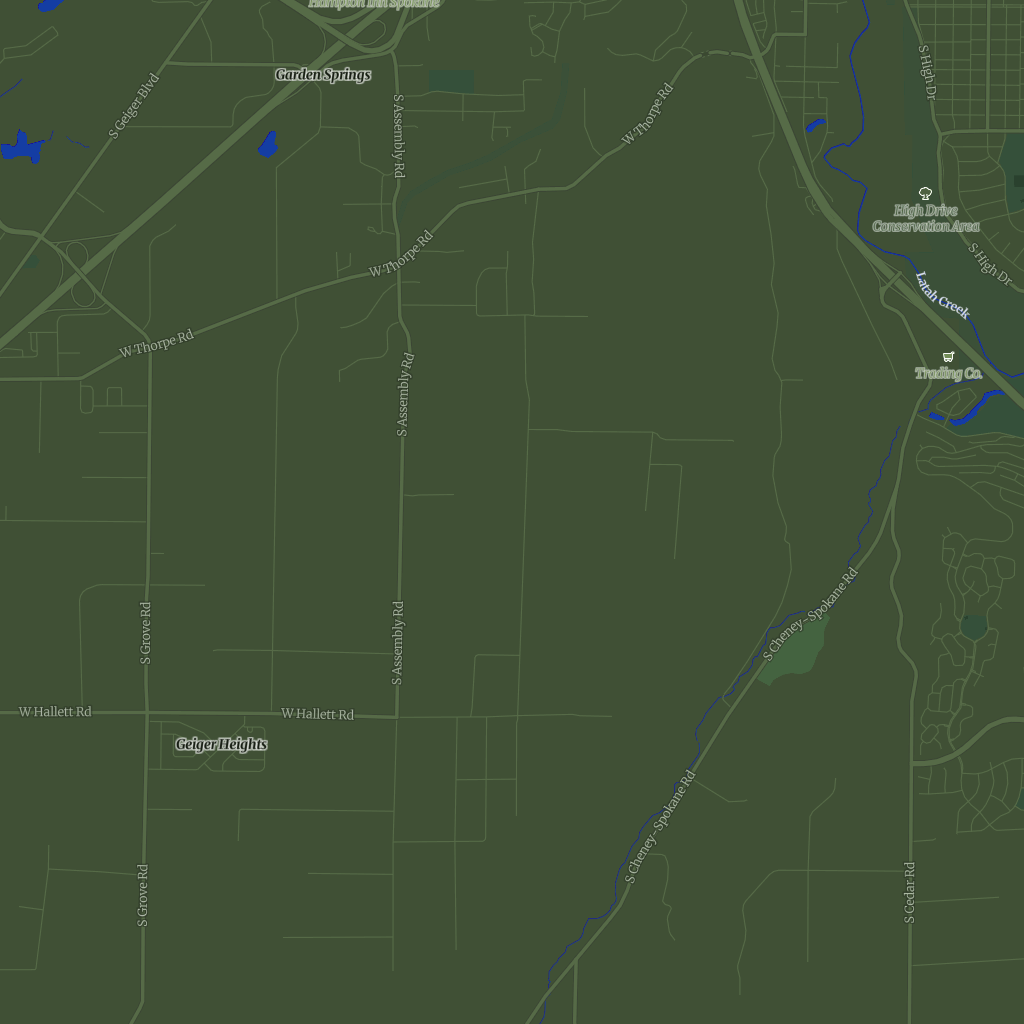 Hampton Inn Spokane
Garden Springs
S Geiger Blvd
S Assembly Rd
W Thorpe Rd
S High Dr
High Drive
Conservation Area
S High Dr
W Thorpe Rd
Latah Creek
W Thorpe Rd
Trading Co.
S Assembly Rd
S Grove Rd
S Assembly Rd
S Cheney-Spokane Rd
W Hallett Rd
W Hallett Rd
Geiger Heights
S Cheney-Spokane Rd
S Grove Rd
S Cedar Rd